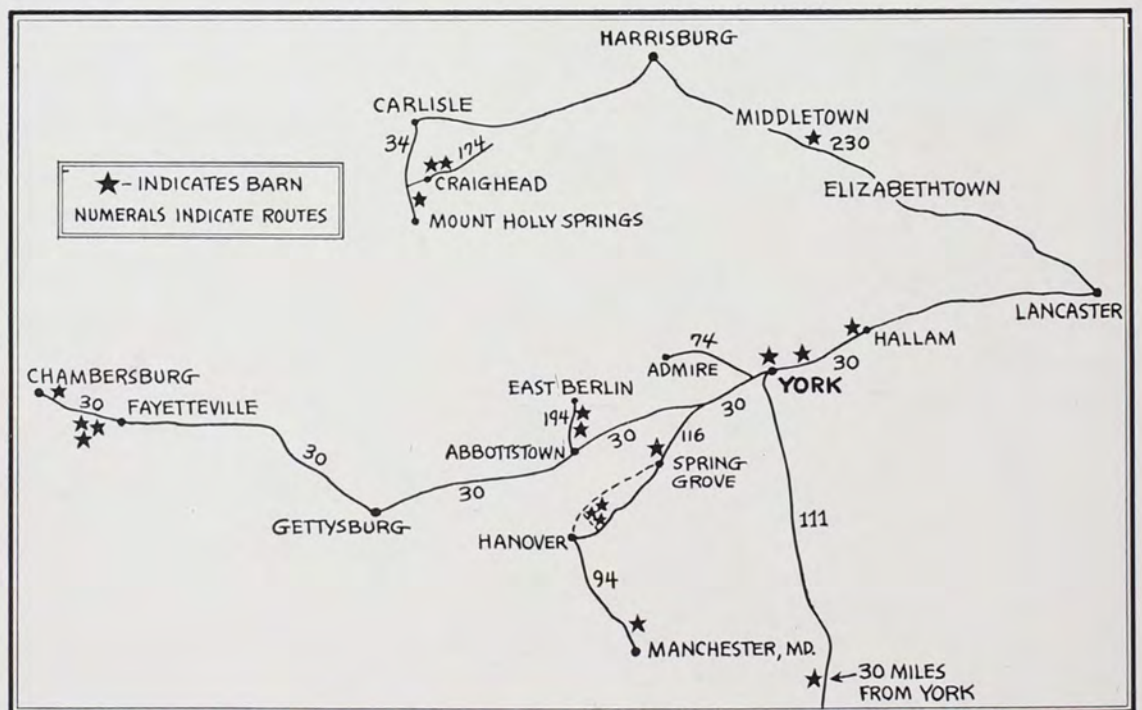 HARRISBURG
CARLISLE
MIDDLETOWN
34
174
230
★ - INDICATES BARN
NUMERALS INDICATE ROUTES
CRAIGHEAD
ELIZABETHTOWN
MOUNT HOLLY SPRINGS
LANCASTER
HALLAM
74
ADMIRE
30
CHAMBERSBURG
EAST BERLIN
YORK
30
FAYETTEVILLE
194
30
ABBOTTSTOWN
30
116
30
SPRING
GROVE
30
GETTYSBURG
HANOVER
111
94
MANCHESTER, MD.
30 MILES
FROM YORK